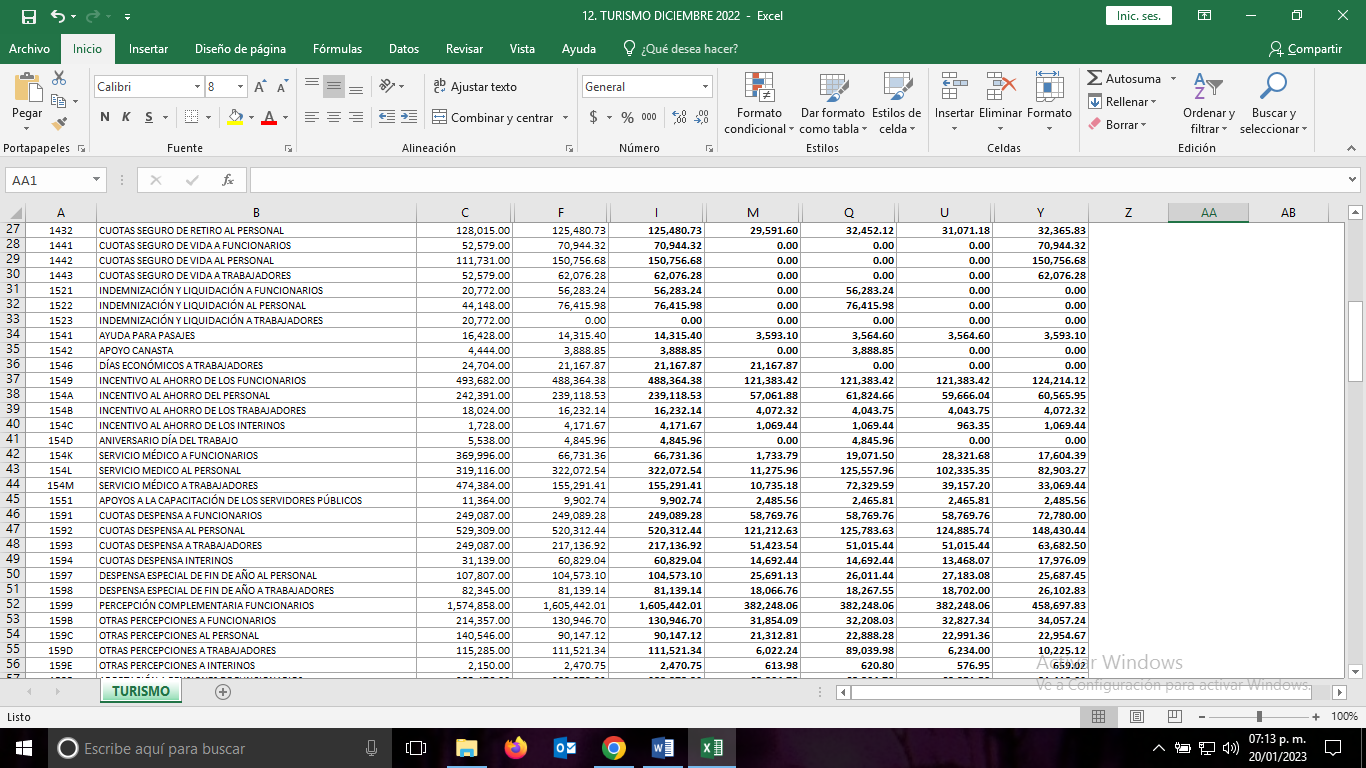 12. TURISMO DICIEMBRE 2022 - Excel
Inic. ses.
Archivo Inicio Insertar Diseño de página Fórmulas Datos Revisar Vista Ayuda ¿Qué desea hacer? Compartir
Pegar
Calibri 8
N K S
Ajustar texto
Combinar y centrar
General
$ % 000
Formato condicional
Dar formato como tabla
Estilos de celda
Insertar Eliminar Formato
Autosuma
Rellenar
Borrar
Ordenar y filtrar
Buscar y seleccionar
Portapapeles Fuente Alineación Número Estilos Celdas Edición
AA1 fx
A B C F I M Q U Y Z AA AB
27 1432 CUOTAS SEGURO DE RETIRO AL PERSONAL 128,015.00 125,480.73 125,480.73 29,591.60 32,452.12 31,071.18 32,365.83
28 1441 CUOTAS SEGURO DE VIDA A FUNCIONARIOS 52,579.00 70,944.32 70,944.32 0.00 0.00 0.00 70,944.32
29 1442 CUOTAS SEGURO DE VIDA AL PERSONAL 111,731.00 150,756.68 150,756.68 0.00 0.00 0.00 150,756.68
30 1443 CUOTAS SEGURO DE VIDA A TRABAJADORES 52,579.00 62,076.28 62,076.28 0.00 0.00 0.00 62,076.28
31 1521 INDEMNIZACIÓN Y LIQUIDACIÓN A FUNCIONARIOS 20,772.00 56,283.24 56,283.24 0.00 56,283.24 0.00 0.00
32 1522 INDEMNIZACIÓN Y LIQUIDACIÓN AL PERSONAL 44,148.00 76,415.98 76,415.98 0.00 76,415.98 0.00 0.00
33 1523 INDEMNIZACIÓN Y LIQUIDACIÓN A TRABAJADORES 20,772.00 0.00 0.00 0.00 0.00 0.00 0.00
34 1541 AYUDA PARA PASAJES 16,428.00 14,315.40 14,315.40 3,593.10 3,564.60 3,564.60 3,593.10
35 1542 APOYO CANASTA 4,444.00 3,888.85 3,888.85 0.00 3,888.85 0.00 0.00
36 1546 DÍAS ECONÓMICOS A TRABAJADORES 24,704.00 21,167.87 21,167.87 21,167.87 0.00 0.00 0.00
37 1549 INCENTIVO AL AHORRO DE LOS FUNCIONARIOS 493,682.00 488,364.38 488,364.38 121,383.42 121,383.42 121,383.42 124,214.12
38 154A INCENTIVO AL AHORRO DEL PERSONAL 242,391.00 239,118.53 239,118.53 57,061.88 61,824.66 59,666.04 60,565.95
39 154B INCENTIVO AL AHORRO DE LOS TRABAJADORES 18,024.00 16,232.14 16,232.14 4,072.32 4,043.75 4,043.75 4,072.32
40 154C INCENTIVO AL AHORRO DE LOS INTERINOS 1,728.00 4,171.67 4,171.67 1,069.44 1,069.44 963.35 1,069.44
41 154D ANIVERSARIO DÍA DEL TRABAJO 5,538.00 4,845.96 4,845.96 0.00 4,845.96 0.00 0.00
42 154K SERVICIO MÉDICO A FUNCIONARIOS 369,996.00 66,731.36 66,731.36 1,733.79 19,071.50 28,321.68 17,604.39
43 154L SERVICIO MEDICO AL PERSONAL 319,116.00 322,072.54 322,072.54 11,275.96 125,557.96 102,335.35 82,903.27
44 154M SERVICIO MÉDICO A TRABAJADORES 474,384.00 155,291.41 155,291.41 10,735.18 72,329.59 39,157.20 33,069.44
45 1551 APOYOS A LA CAPACITACIÓN DE LOS SERVIDORES PÚBLICOS 11,364.00 9,902.74 9,902.74 2,485.56 2,465.81 2,465.81 2,485.56
46 1591 CUOTAS DESPENSA A FUNCIONARIOS 249,087.00 249,089.28 249,089.28 58,769.76 58,769.76 58,769.76 72,780.00
47 1592 CUOTAS DESPENSA AL PERSONAL 529,309.00 520,312.44 520,312.44 121,212.63 125,783.63 124,885.74 148,430.44
48 1593 CUOTAS DESPENSA A TRABAJADORES 249,087.00 217,136.92 217,136.92 51,423.54 51,015.44 51,015.44 63,682.50
49 1594 CUOTAS DESPENSA INTERINOS 31,139.00 60,829.04 60,829.04 14,692.44 14,692.44 13,468.07 17,976.09
50 1597 DESPENSA ESPECIAL DE FIN DE AÑO AL PERSONAL 107,807.00 104,573.10 104,573.10 25,691.13 26,011.44 27,183.08 25,687.45
51 1598 DESPENSA ESPECIAL DE FIN DE AÑO A TRABAJADORES 82,345.00 81,139.14 81,139.14 18,066.76 18,267.55 18,702.00 26,102.83
52 1599 PERCEPCIÓN COMPLEMENTARIA FUNCIONARIOS 1,574,858.00 1,605,442.01 1,605,442.01 382,248.06 382,248.06 382,248.06 458,697.83
53 159B OTRAS PERCEPCIONES A FUNCIONARIOS 214,357.00 130,946.70 130,946.70 31,854.09 32,208.03 32,827.34 34,057.24
54 159C OTRAS PERCEPCIONES AL PERSONAL 140,546.00 90,147.12 90,147.12 21,312.81 22,888.28 22,991.36 22,954.67
55 159D OTRAS PERCEPCIONES A TRABAJADORES 115,285.00 111,521.34 111,521.34 6,022.24 89,039.98 6,234.00 10,225.12
56 159E OTRAS PERCEPCIONES A INTERINOS 2,150.00 2,470.75 2,470.75 613.98 620.80 576.95 659.02
Activar Windows
Ve a Configuración para activar Windows.
TURISMO
Listo 100%
Escribe aquí para buscar
07:13 p. m.
20/01/2023